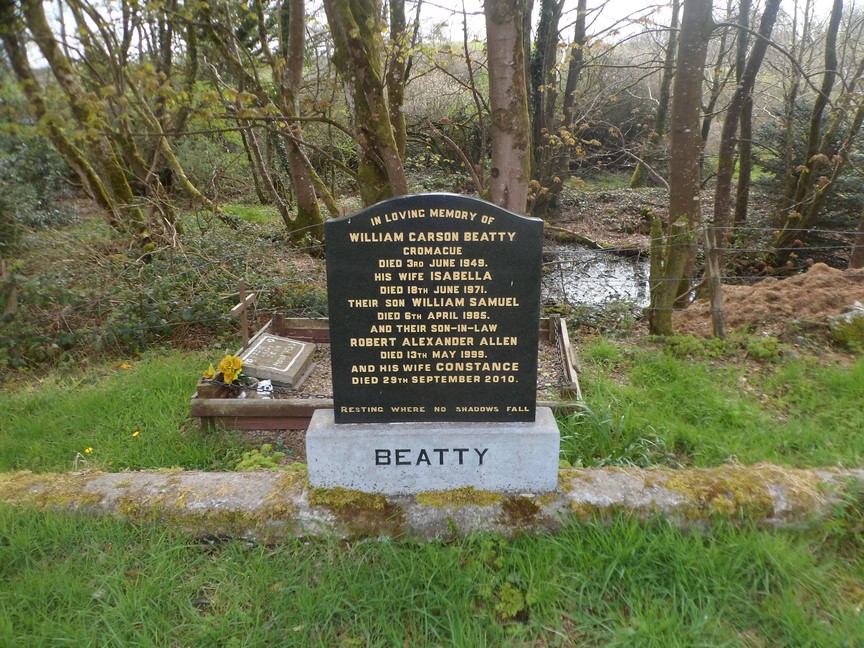 IN LOVING MEMORY OF
WILLIAM CARSON BEATTY
CROMACUE
DIED 3RD JUNE 1949.
HIS WIFE ISABELLA
DIED 18TH JUNE 1971.
THEIR SON WILLIAM SAMUEL
DIED 6TH APRIL 1985.
AND THEIR SON-IN-LAW
ROBERT ALEXANDER ALLEN
DIED 13TH MAY 1999.
AND HIS WIFE CONSTANCE
DIED 29TH SEPTEMBER 2010.
RESTING WHERE NO SHADOWS FALL
BEATTY